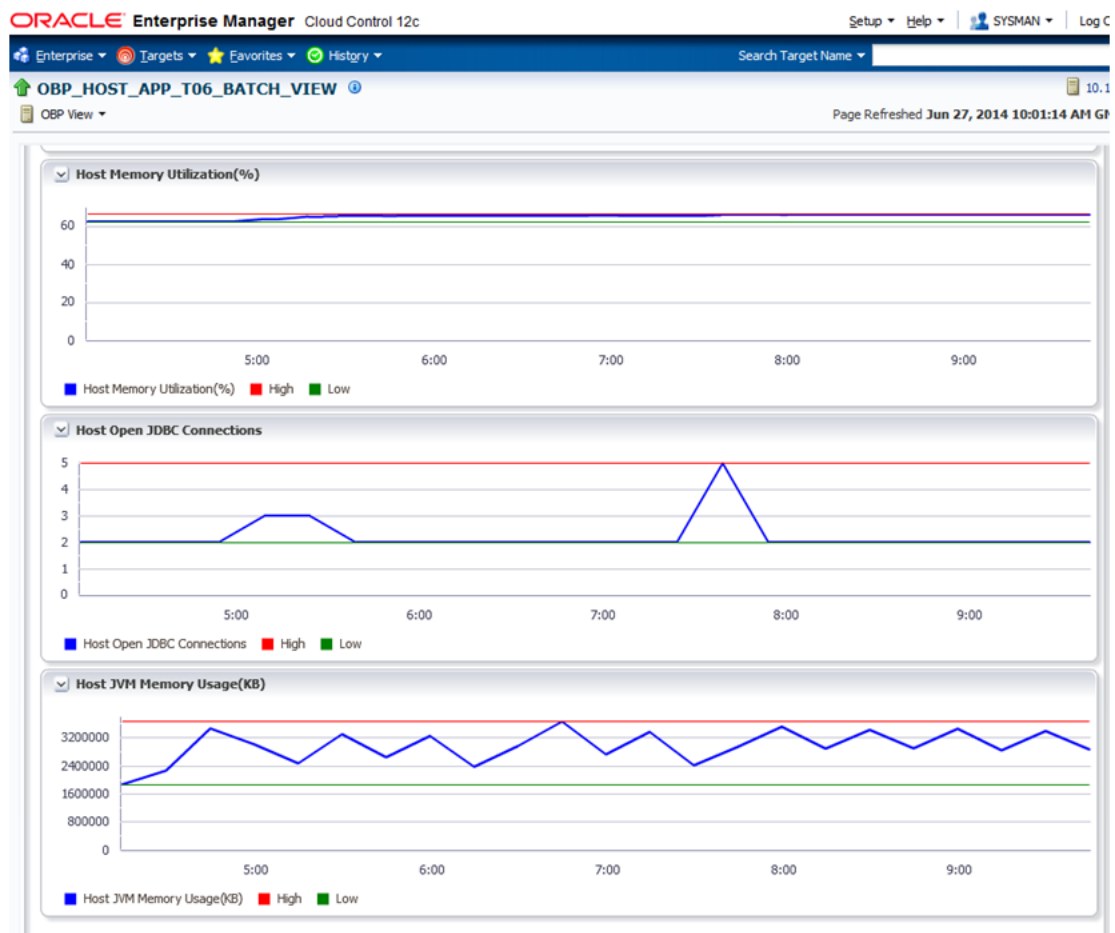 ORACLE Enterprise Manager Cloud Control 12c Setup Help SYSMAN Log
Enterprise Targets Favorites History Search Target Name
OBP_HOST_APP_T06_BATCH_VIEW 10.1
OBP View Page Refreshed Jun 27, 2014 10:01:14 AM
Host Memory Utilization(%)
60
40
20
0
5:00 6:00 7:00 8:00 9:00
Host Memory Utilization(%) High Low
Host Open JDBC Connections
5
4
3
2
1
0
5:00 6:00 7:00 8:00 9:00
Host Open JDBC Connections High Low
Host JVM Memory Usage(KB)
3200000
2400000
1600000
800000
0
5:00 6:00 7:00 8:00 9:00
Host JVM Memory Usage(KB) High Low